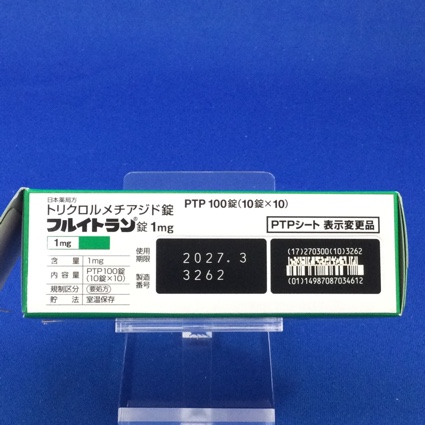 日本薬局方
トリクロルメチアジド錠
フルイトラン®錠 1mg
PTP 100錠(10錠×10)
PTPシート 表示変更品
1mg
含 量 1mg
内 容 量 PTP100錠
(10錠×10)
規制区分 要処方
貯 法 室温保存
使用
期限
2027.3
製造
番号
3262
(17)270300(10)3262
(01)14987087034612